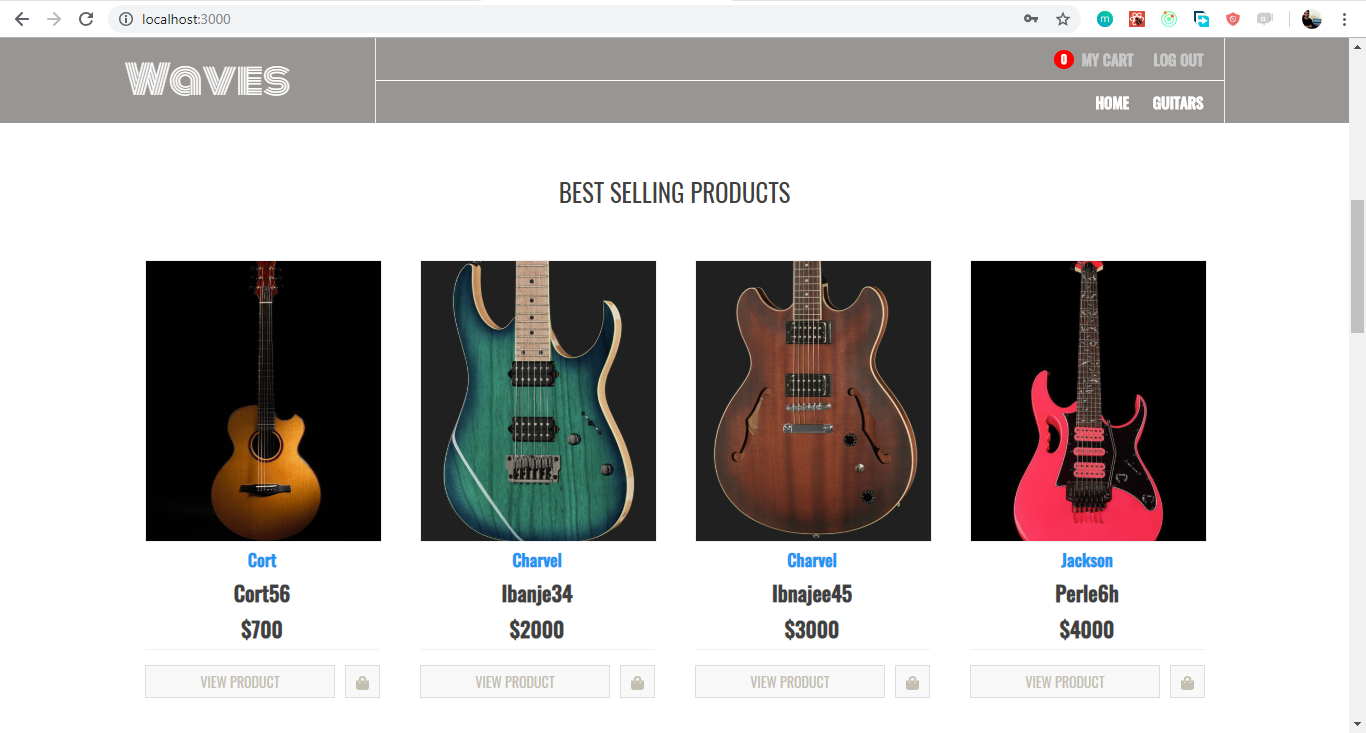 localhost:3000
m
Waves
0 MY CART LOG OUT
HOME GUITARS
BEST SELLING PRODUCTS
Cort
Cort56
$700
VIEW PRODUCT
Charvel
Ibanje34
$2000
VIEW PRODUCT
Charvel
Ibnajee45
$3000
VIEW PRODUCT
Jackson
Perle6h
$4000
VIEW PRODUCT